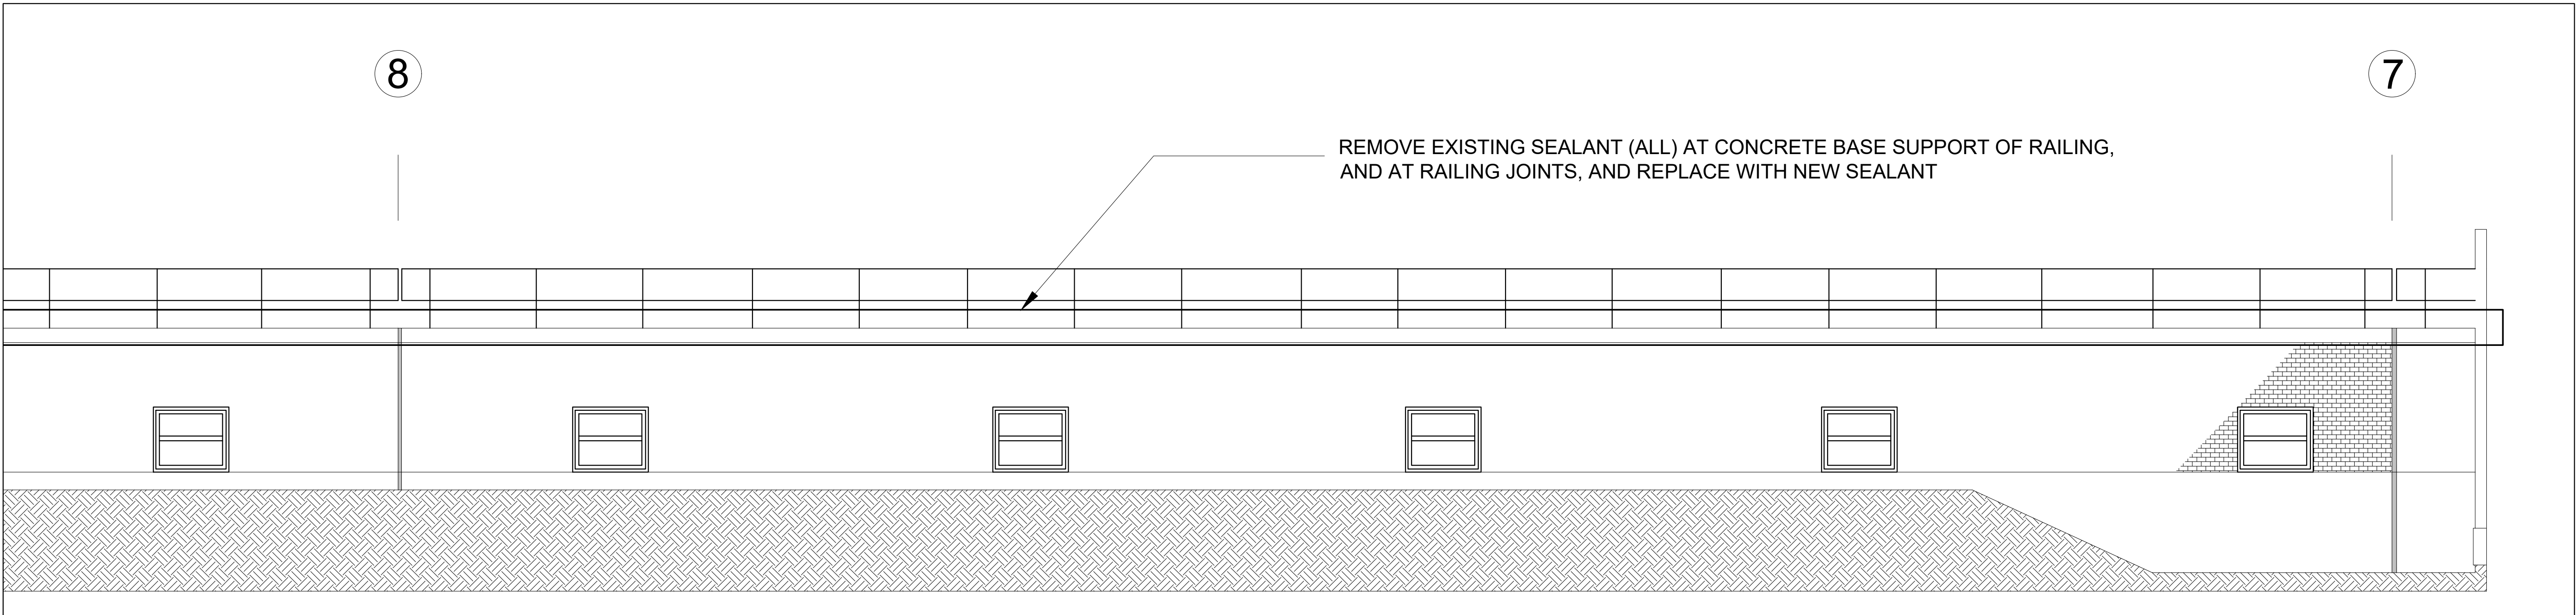 8
7
REMOVE EXISTING SEALANT (ALL) AT CONCRETE BASE SUPPORT OF RAILING,
AND AT RAILING JOINTS, AND REPLACE WITH NEW SEALANT